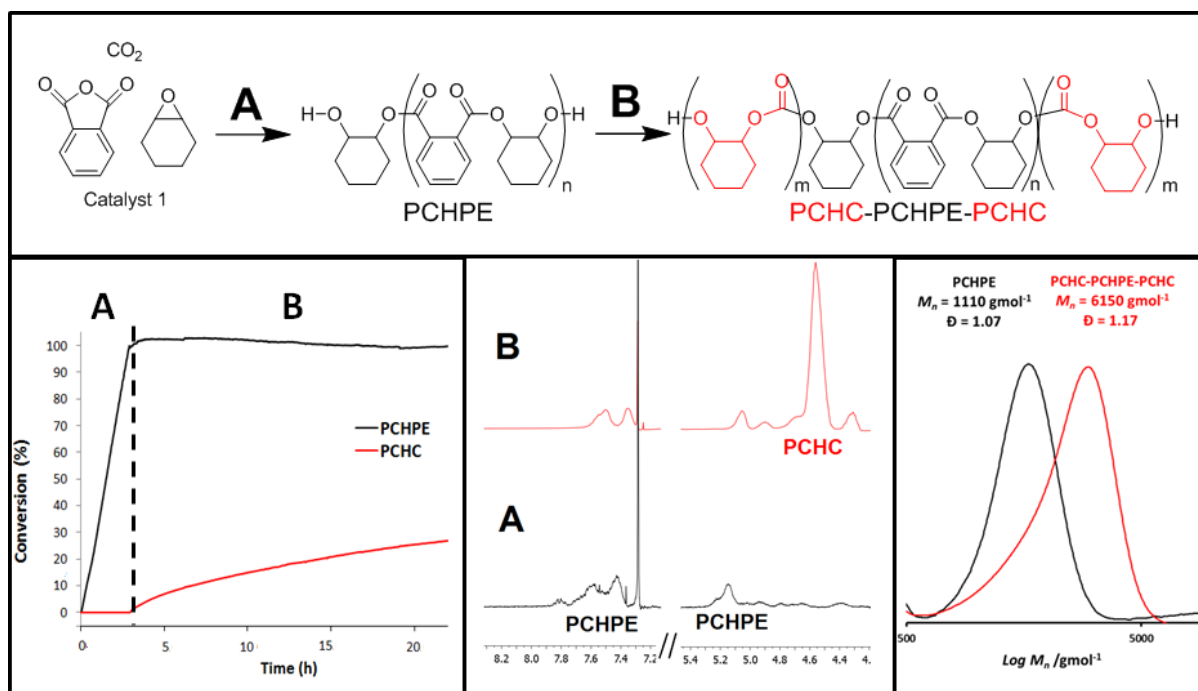 CO2
O
O
O
O
Catalyst 1
A
H
O
O
O
O
O
O
H
n
PCHPE
B
H
O
O
O
O
O
O
O
O
O
O
O
H
m
n
m
PCHC-PCHPE-PCHC
A
B
100
90
80
70
60
50
40
30
20
10
0
PCHPE
PCHC
Conversion (%)
0
5
10
15
20
Time (h)
B
PCHC
A
PCHPE
PCHPE
8.2 8.0 7.8 7.6 7.4 7.2 // 5.4 5.2 5.0 4.8 4.6 4.4 4.
PCHPE
Mn = 1110 gmol-1
Đ = 1.07
PCHC-PCHPE-PCHC
Mn = 6150 gmol-1
Đ = 1.17
500
5000
Log Mn /gmol-1